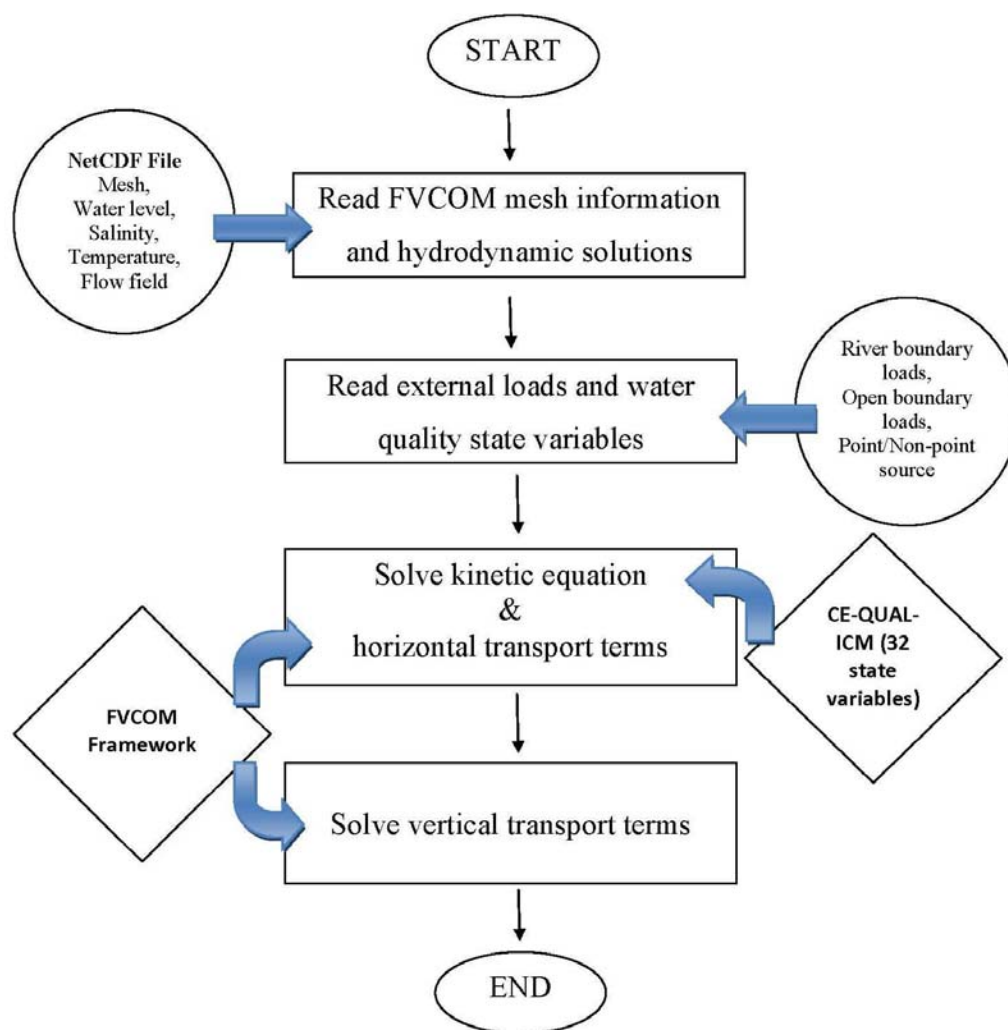 START
NetCDF File
Mesh,
Water level,
Salinity,
Temperature,
Flow field
Read FVCOM mesh information
and hydrodynamic solutions
River boundary
loads,
Open boundary
loads,
Point/Non-point
source
Read external loads and water
quality state variables
Solve kinetic equation
&
horizontal transport terms
CE-QUAL-
ICM (32
state
variables)
FVCOM
Framework
Solve vertical transport terms
END